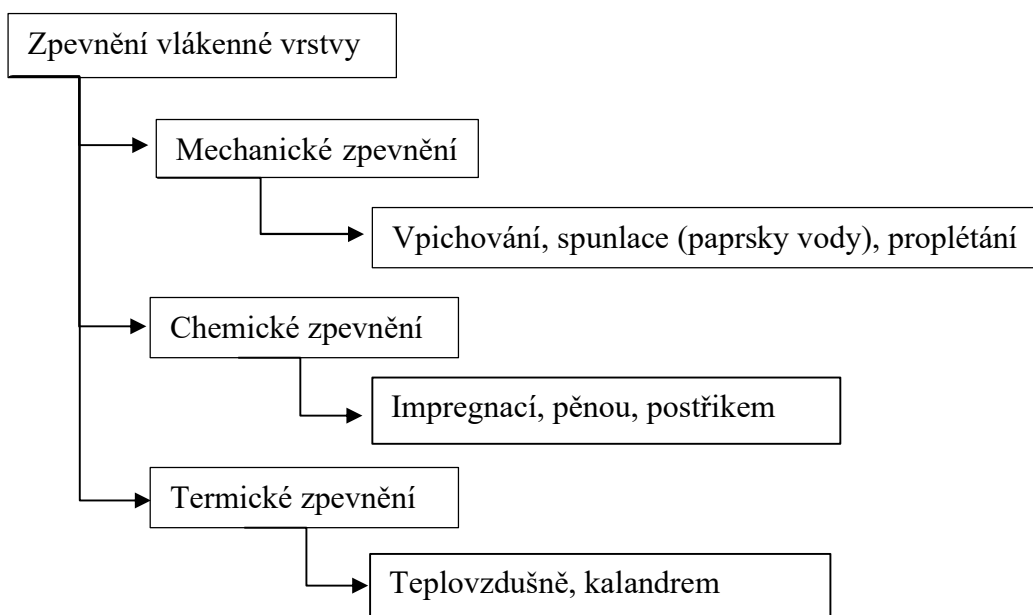 Zpevnění vlákenné vrstvy
Mechanické zpevnění
Vpichování, spunlace (paprsky vody), proplétání
Chemické zpevnění
Impregnací, pěnou, postřikem
Termické zpevnění
Teplovzdušně, kalandrem